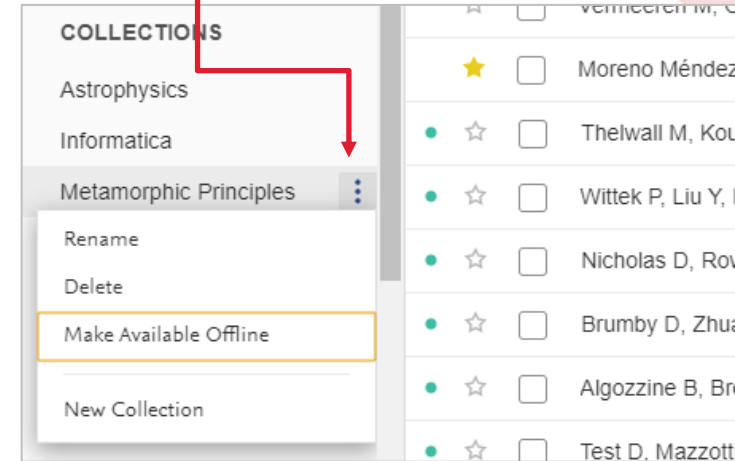 COLLECTIONS
Astrophysics
Informatica
Metamorphic Principles
Rename
Delete
Make Available Offline
New Collection
Vermeeren M,
Moreno Méndez
Thelwall M, Kou
Wittek P, Liu Y,
Nicholas D, Row
Brumby D, Zhua
Algozzine B, Bro
Test D, Mazzott